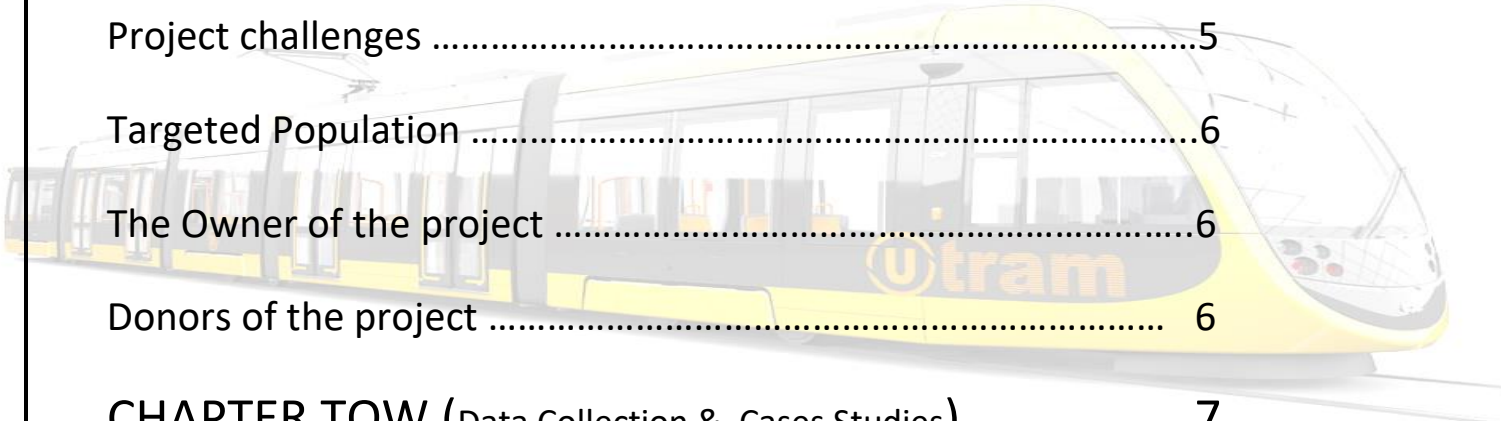 Project challenges ……………………………………………………………………5
Targeted Population ………………………………………………………………..6
The Owner of the project ………………………………………………………..6
Donors of the project ……………………………………………………………  6
Utram
CHAPTER TOW (Data Collection & Cases Studies) 7